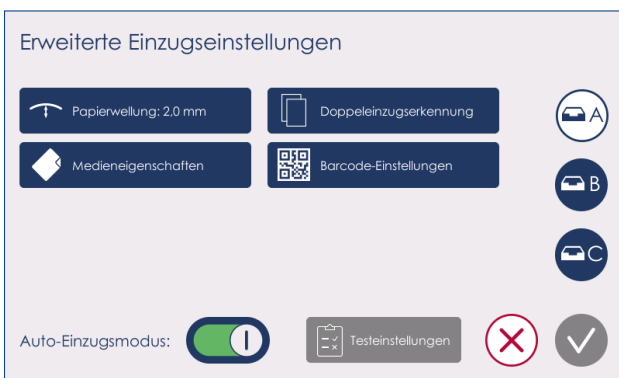 Erweiterte Einzugseinstellungen
Papierwellung: 2,0 mm
Doppeleinzugserkennung
A
Medieneigenschaften
Barcode-Einstellungen
B
C
Auto-Einzugsmodus:
Testeinstellungen